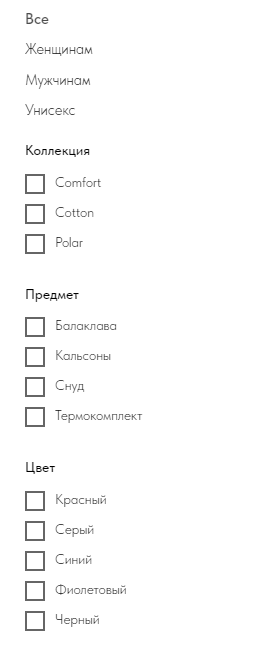 Все
Женщинам
Мужчинам
Унисекс
Коллекция
Comfort
Cotton
Polar
Предмет
Балаклава
Кальсоны
Снуд
Термокомплект
Цвет
Красный
Серый
Синий
Фиолетовый
Черный